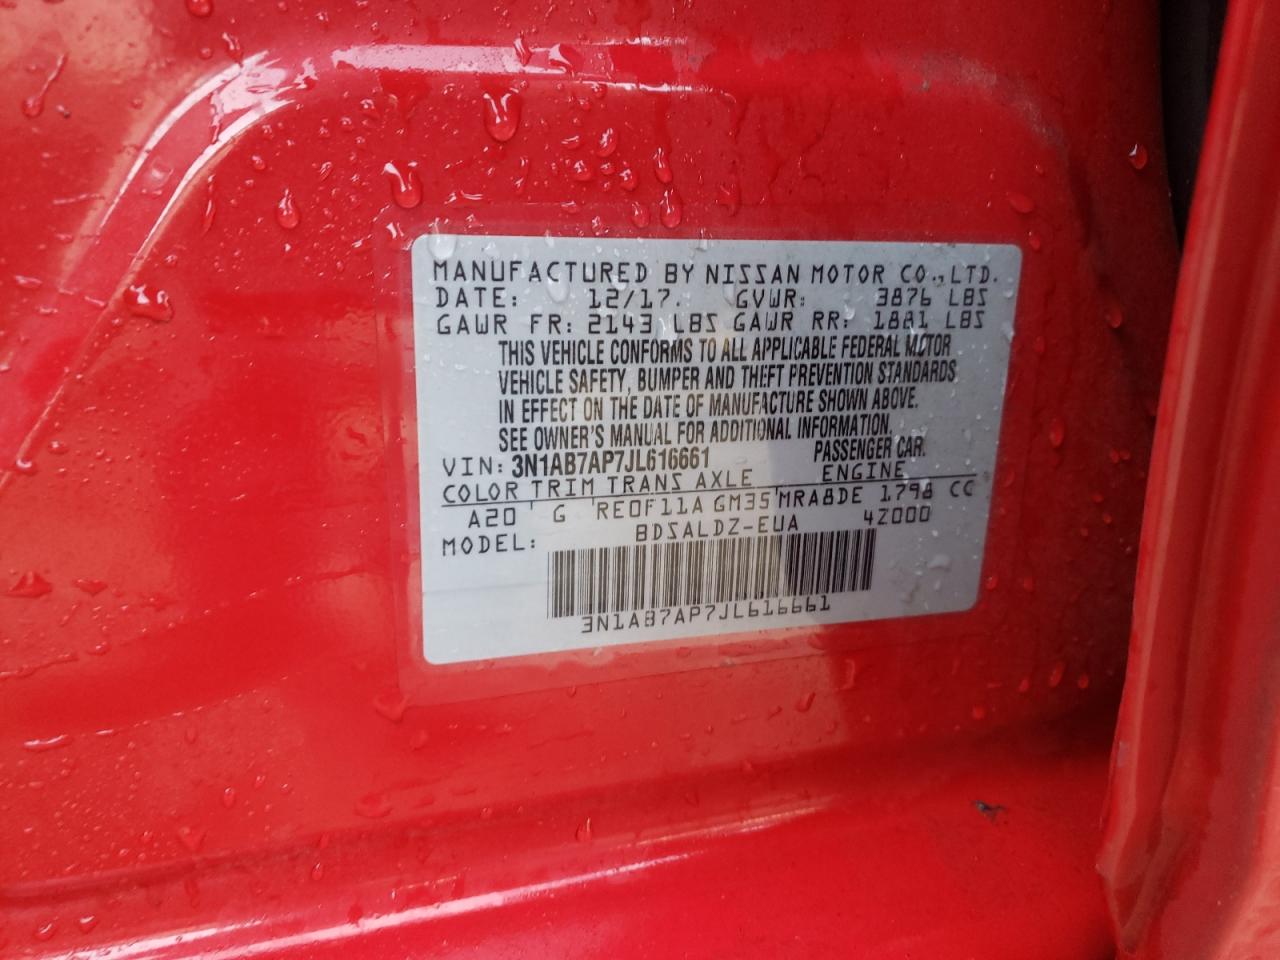 MANUFACTURED BY NISSAN MOTOR CO.,LTD.
DATE: 12/17. GVWR: 3876 LBS
GAWR FR: 2143 LBS GAWR RR: 1881 LBS
THIS VEHICLE CONFORMS TO ALL APPLICABLE FEDERAL MOTOR
VEHICLE SAFETY, BUMPER AND THEFT PREVENTION STANDARDS
IN EFFECT ON THE DATE OF MANUFACTURE SHOWN ABOVE.
SEE OWNER'S MANUAL FOR ADDITIONAL INFORMATION.
VIN: 3N1AB7AP7JL616661 PASSENGER CAR.
COLOR TRIM TRANS AXLE ENGINE
A20 G RE0F11A GM35 MRA8DE 1798 CC
MODEL: BDSALDZ-EUA 4Z000
3N1AB7AP7JL616661